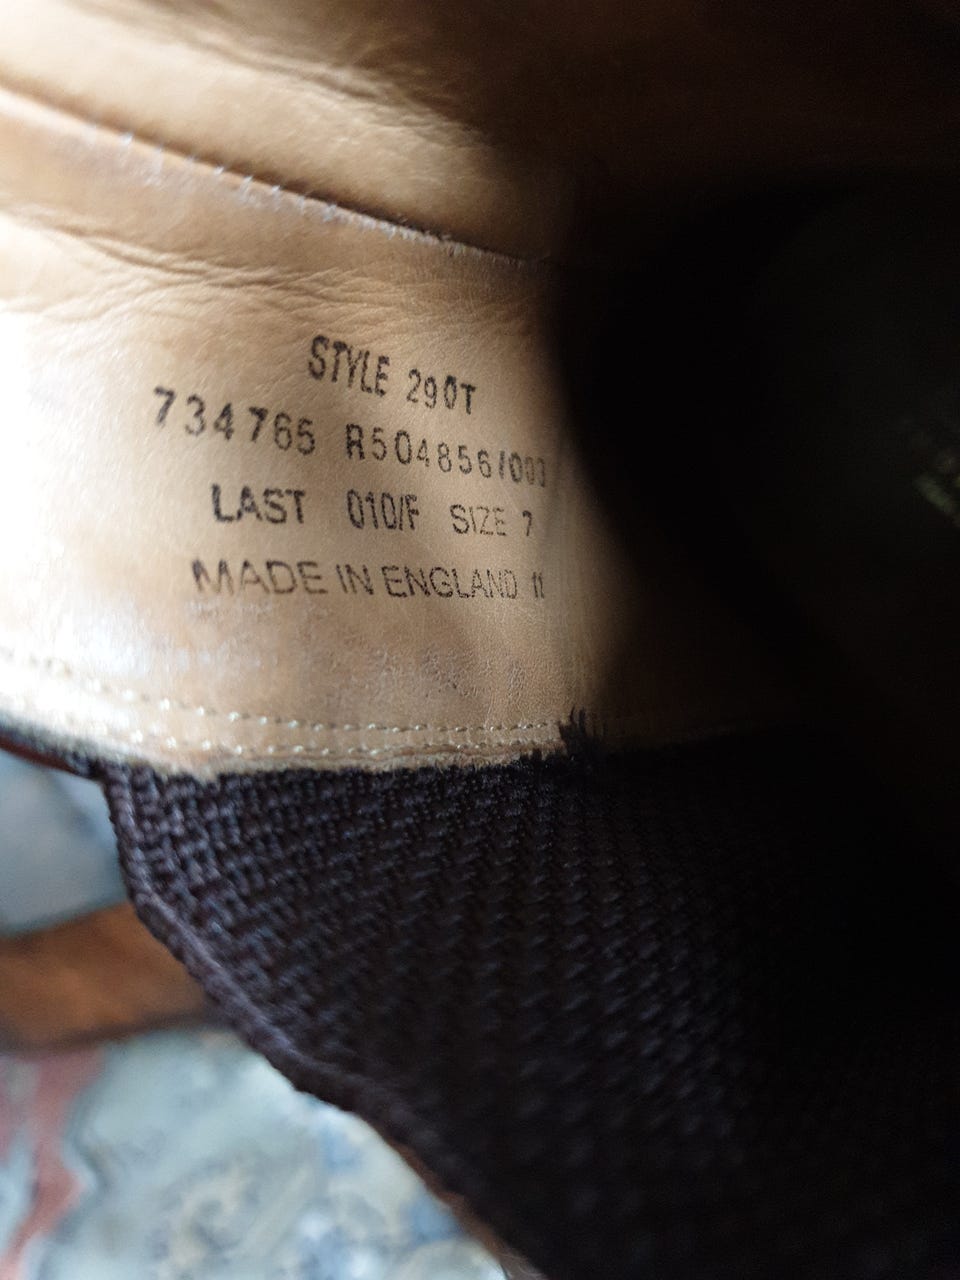 STYLE 290T
734765 R504856/003
LAST 010/F SIZE 7
MADE IN ENGLAND